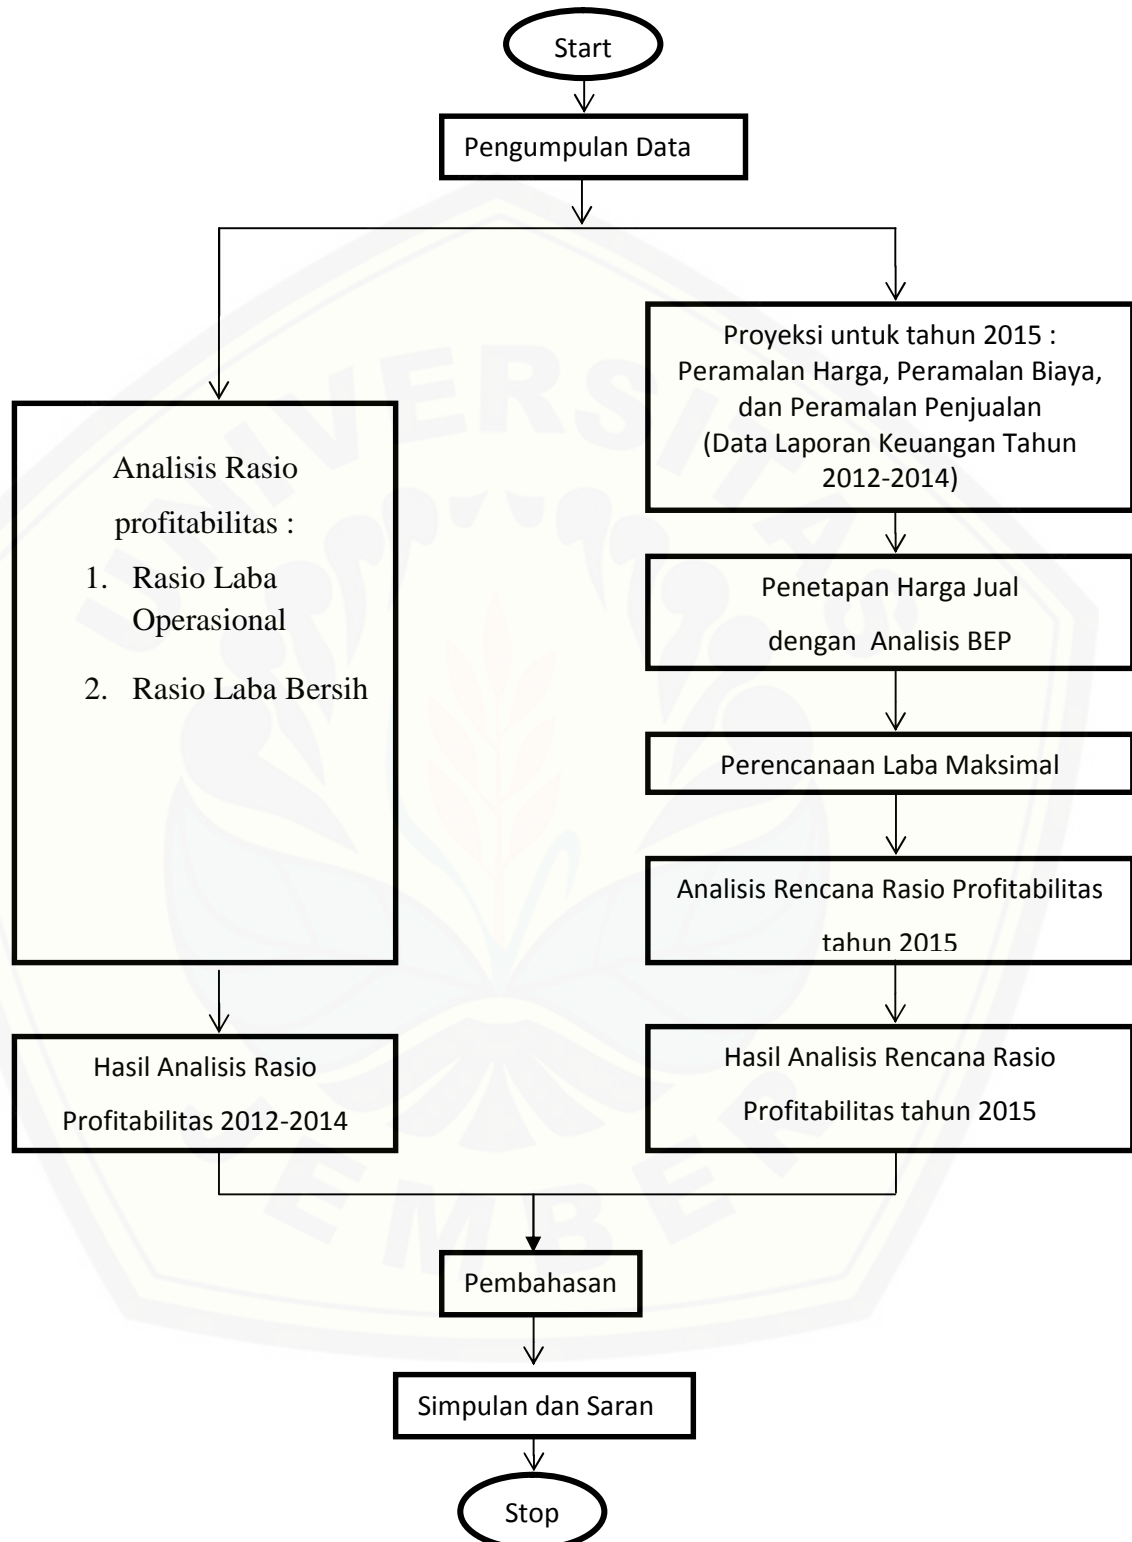 Start
Pengumpulan Data
Proyeksi untuk tahun 2015 :
Peramalan Harga, Peramalan Biaya,
dan Peramalan Penjualan
(Data Laporan Keuangan Tahun
2012-2014)
Analisis Rasio
profitabilitas :
1. Rasio Laba
Operasional
2. Rasio Laba Bersih
Penetapan Harga Jual
dengan Analisis BEP
Perencanaan Laba Maksimal
Analisis Rencana Rasio Profitabilitas
tahun 2015
Hasil Analisis Rasio
Profitabilitas 2012-2014
Hasil Analisis Rencana Rasio
Profitabilitas tahun 2015
Pembahasan
Simpulan dan Saran
Stop
UNIVERSITAS
JEMBER